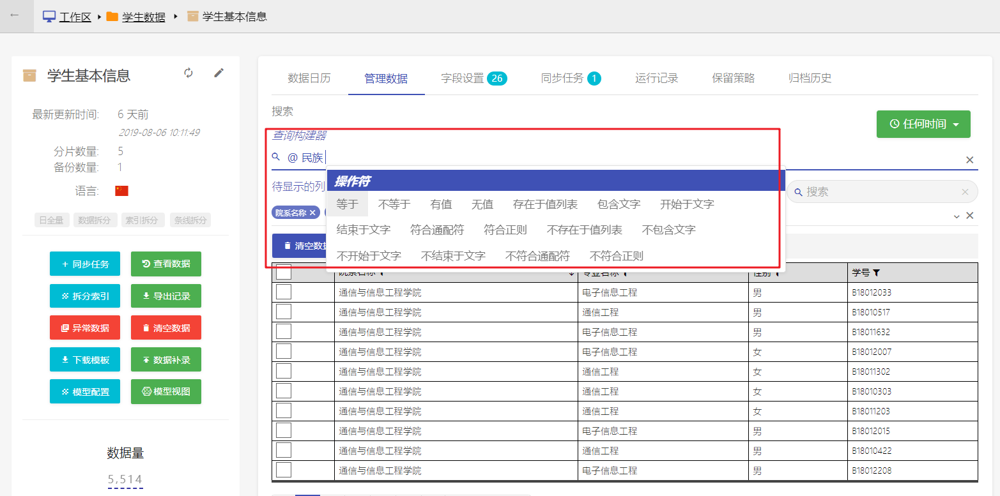 ← 工作区 ▸ 学生数据 ▸ 学生基本信息
学生基本信息
最新更新时间: 6 天前
2019-08-06 10:11:49
分片数量: 5
备份数量: 1
语言:
日全量 数据拆分 索引拆分 条线拆分
+ 同步任务 查看数据
拆分索引 导出记录
异常数据 清空数据
下载模板 数据补录
模型配置 模型视图
数据量
5,514
数据日历 管理数据 字段设置 26 同步任务 1 运行记录 保留策略 归档历史
搜索
任何时间
查询构建器
@ 民族
操作符
等于 不等于 有值 无值 存在于值列表 包含文字 开始于文字
结束于文字 符合通配符 符合正则 不存在于值列表 不包含文字
不开始于文字 不结束于文字 不符合通配符 不符合正则
待显示的列
搜索
院系名称 ×
清空数据
院系名称 专业名称 性别 学号
通信与信息工程学院 电子信息工程 男 B18012033
通信与信息工程学院 通信工程 男 B18010517
通信与信息工程学院 电子信息工程 男 B18011632
通信与信息工程学院 电子信息工程 女 B18012007
通信与信息工程学院 通信工程 女 B18011302
通信与信息工程学院 通信工程 女 B18010303
通信与信息工程学院 通信工程 女 B18011203
通信与信息工程学院 电子信息工程 男 B18012015
通信与信息工程学院 通信工程 男 B18010422
通信与信息工程学院 电子信息工程 男 B18012208